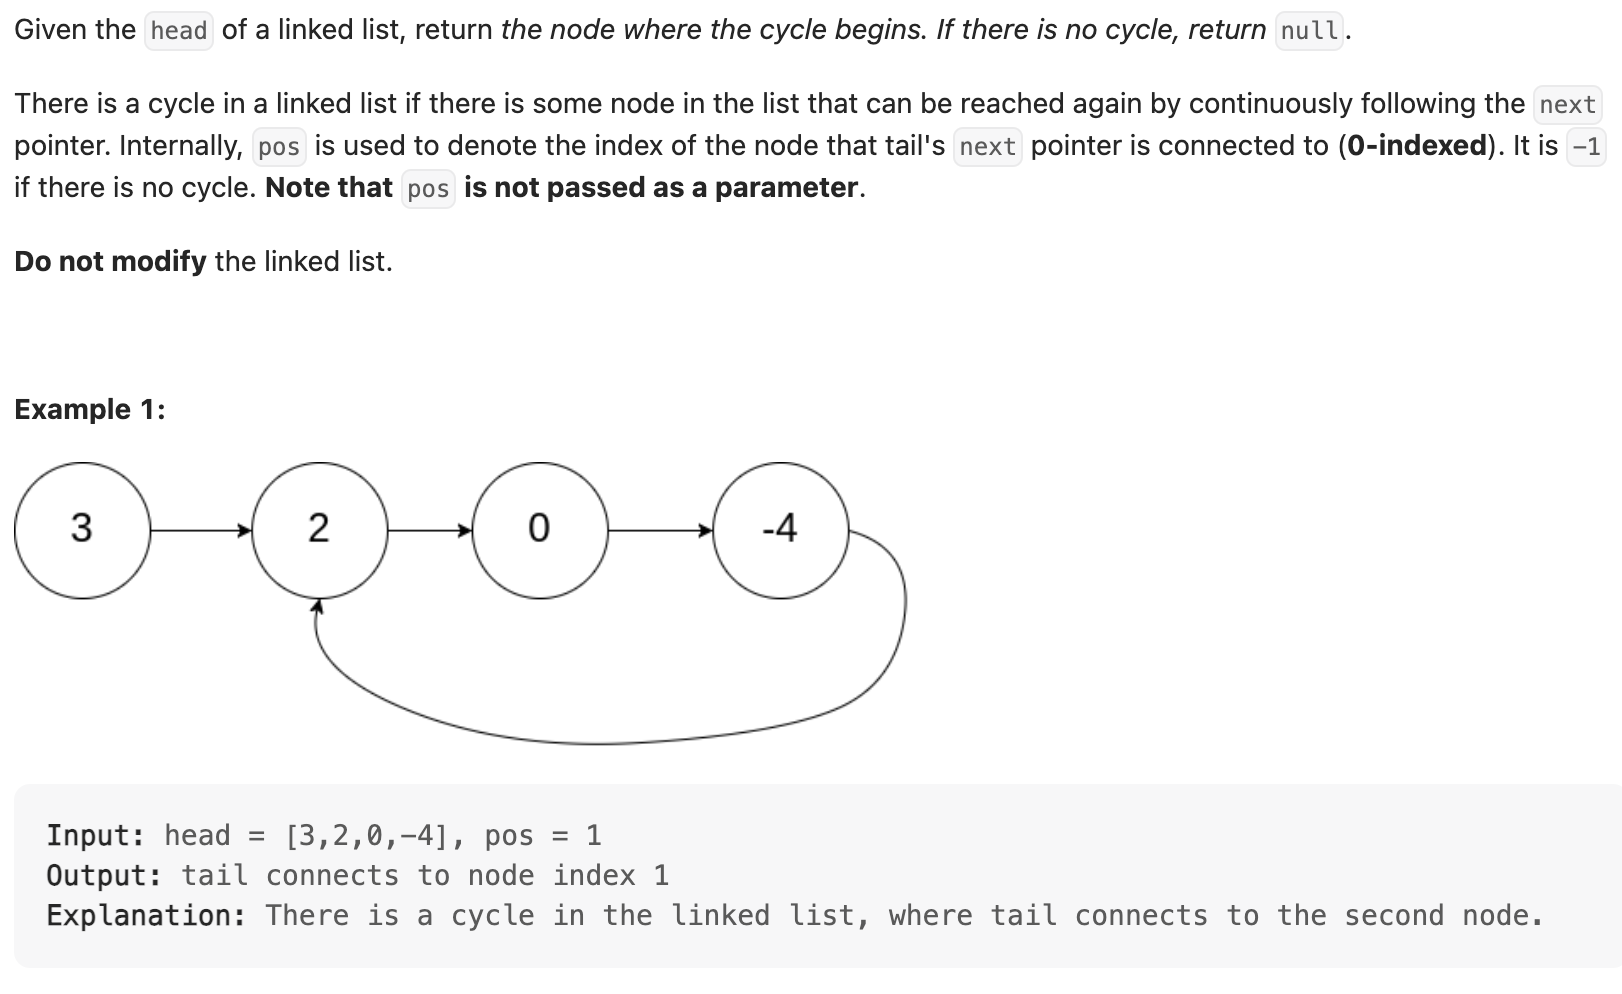 Given the head of a linked list, return the node where the cycle begins. If there is no cycle, return null.
There is a cycle in a linked list if there is some node in the list that can be reached again by continuously following the next
pointer. Internally, pos is used to denote the index of the node that tail's next pointer is connected to (0-indexed). It is -1
if there is no cycle. Note that pos is not passed as a parameter.
Do not modify the linked list.
Example 1:
3 2 0 -4
Input: head = [3,2,0,-4], pos = 1
Output: tail connects to node index 1
Explanation: There is a cycle in the linked list, where tail connects to the second node.